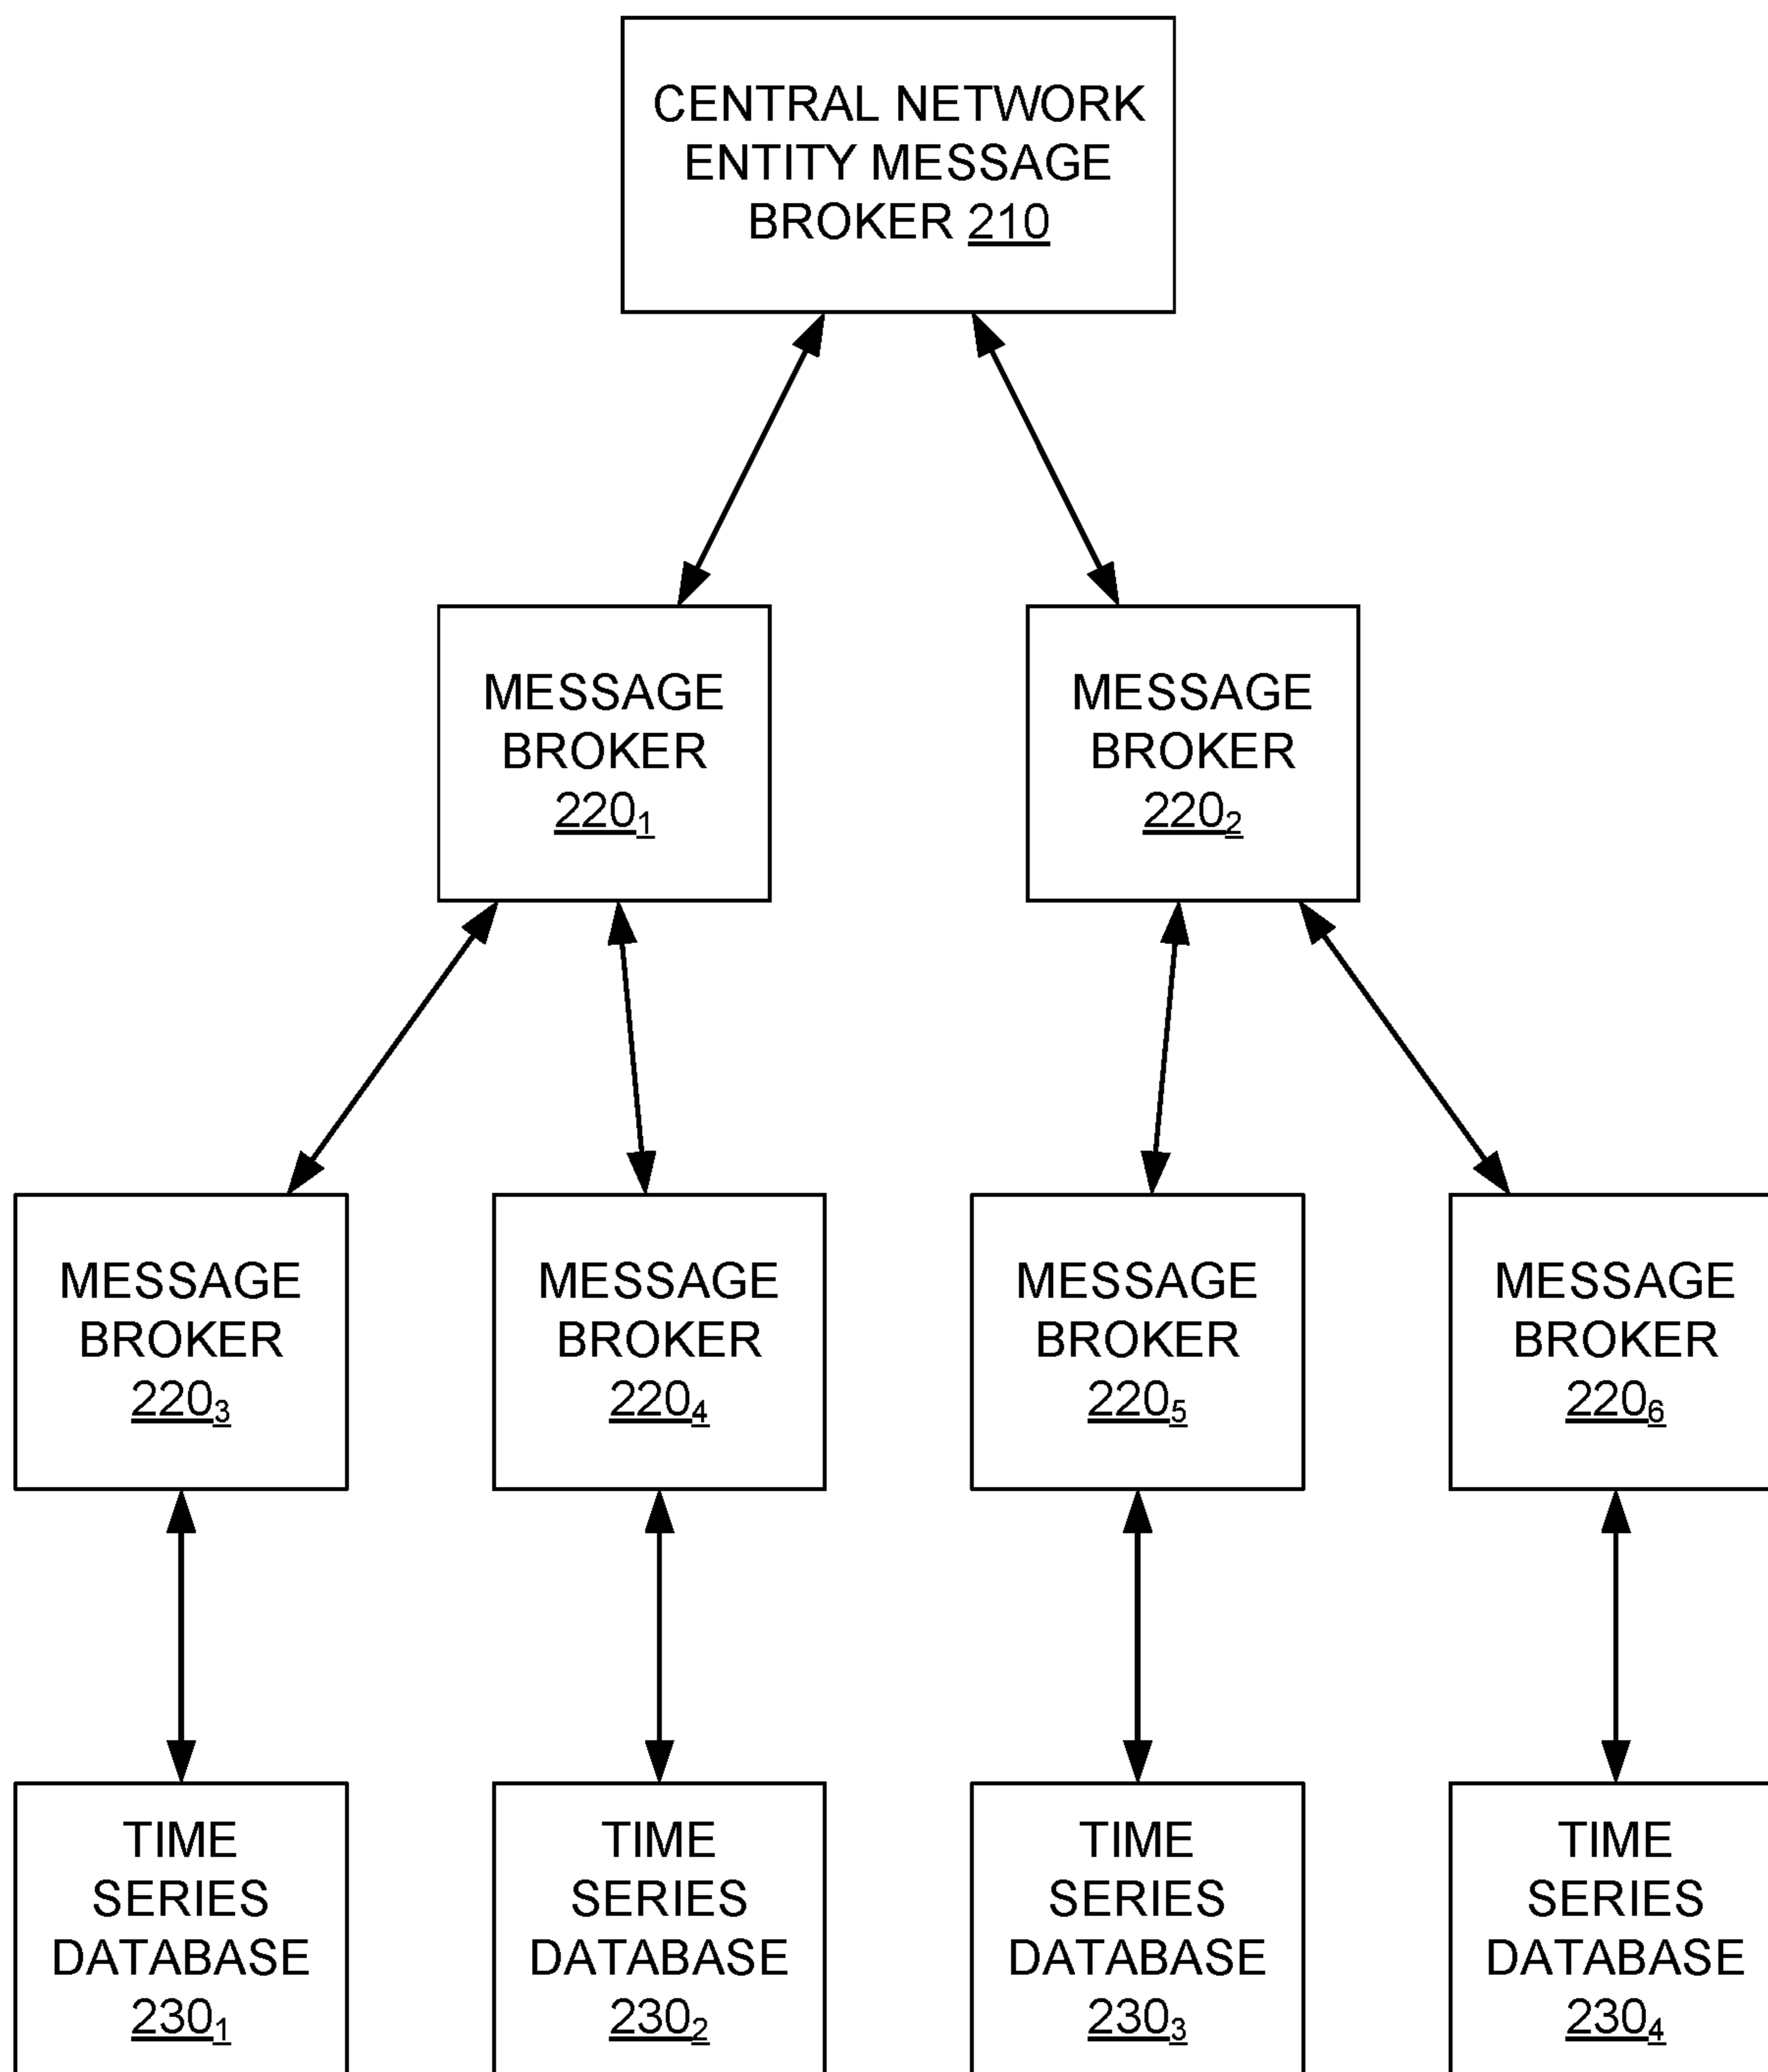 CENTRAL NETWORK
ENTITY MESSAGE
BROKER 210
MESSAGE
BROKER
220₁
MESSAGE
BROKER
220₂
MESSAGE
BROKER
220₃
MESSAGE
BROKER
220₄
MESSAGE
BROKER
220₅
MESSAGE
BROKER
220₆
TIME
SERIES
DATABASE
230₁
TIME
SERIES
DATABASE
230₂
TIME
SERIES
DATABASE
230₃
TIME
SERIES
DATABASE
230₄